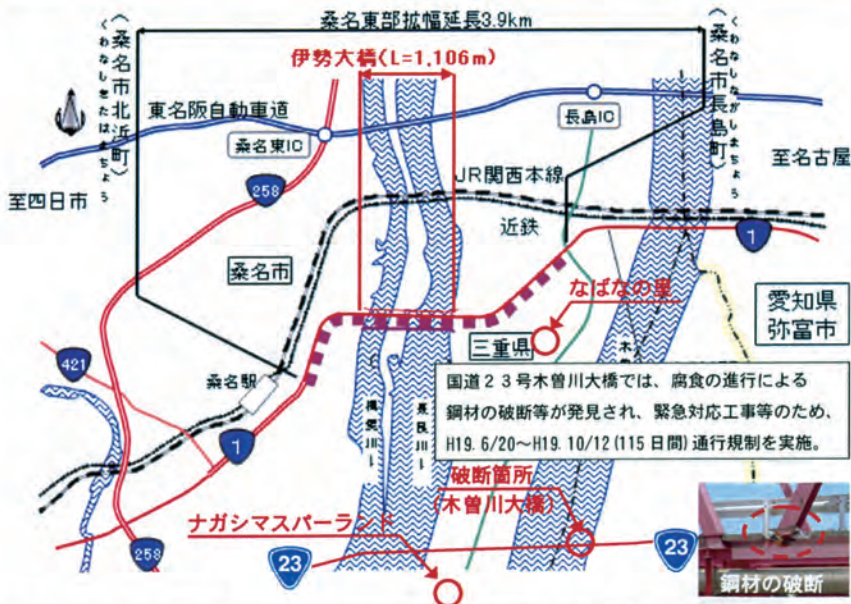 桑名東部拡幅延長3.9km
伊勢大橋(L=1,106m)
《桑名市北浜町》
くわなしきたはまちょう
《桑名市長島町》
くわなしながしまちょう
東名阪自動車道
桑名東IC
長島IC
至名古屋
至四日市
258
JR関西本線
近鉄
1
桑名市
なばなの里
愛知県
弥富市
三重県
421
桑名駅
1
揖斐川
長良川
木曽
国道23号木曽川大橋では、腐食の進行による
鋼材の破断等が発見され、緊急対応工事等のため、
H19.6/20～H19.10/12(115日間)通行規制を実施。
破断箇所
(木曽川大橋)
ナガシマスパーランド
258
23
23
鋼材の破断